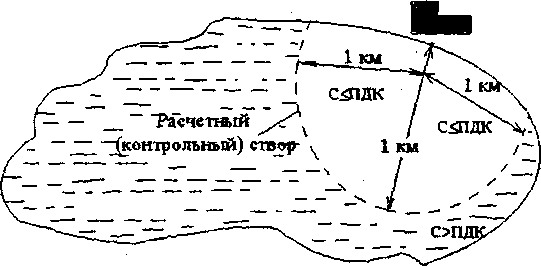 1 км
1 км
С≤ПДК
С≤ПДК
Расчетный
(контрольный) створ
1 км
С>ПДК